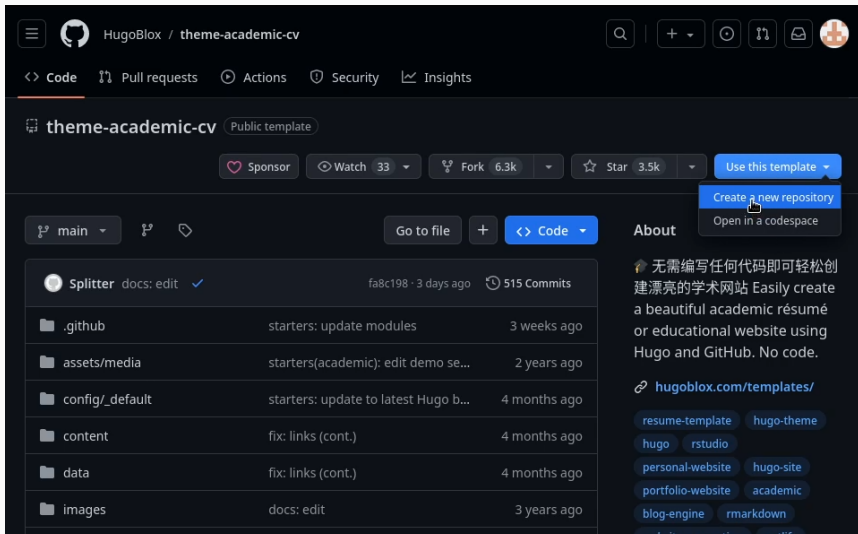 HugoBlox / theme-academic-cv
Code Pull requests Actions Security Insights
theme-academic-cv Public template
Sponsor Watch 33 Fork 6.3k Star 3.5k Use this template
Create a new repository
Open in a codespace
main Go to file Code
Splitter docs: edit fa8c198 · 3 days ago 515 Commits
.github starters: update modules 3 weeks ago
assets/media starters(academic): edit demo se... 2 years ago
config/_default starters: update to latest Hugo b... 4 months ago
content fix: links (cont.) 4 months ago
data fix: links (cont.) 4 months ago
images docs: edit 3 years ago
About
🎓 无需编写任何代码即可轻松创
建漂亮的学术网站 Easily create
a beautiful academic résumé
or educational website using
Hugo and GitHub. No code.
hugoblox.com/templates/
resume-template hugo-theme
hugo rstudio
personal-website hugo-site
portfolio-website academic
blog-engine rmarkdown